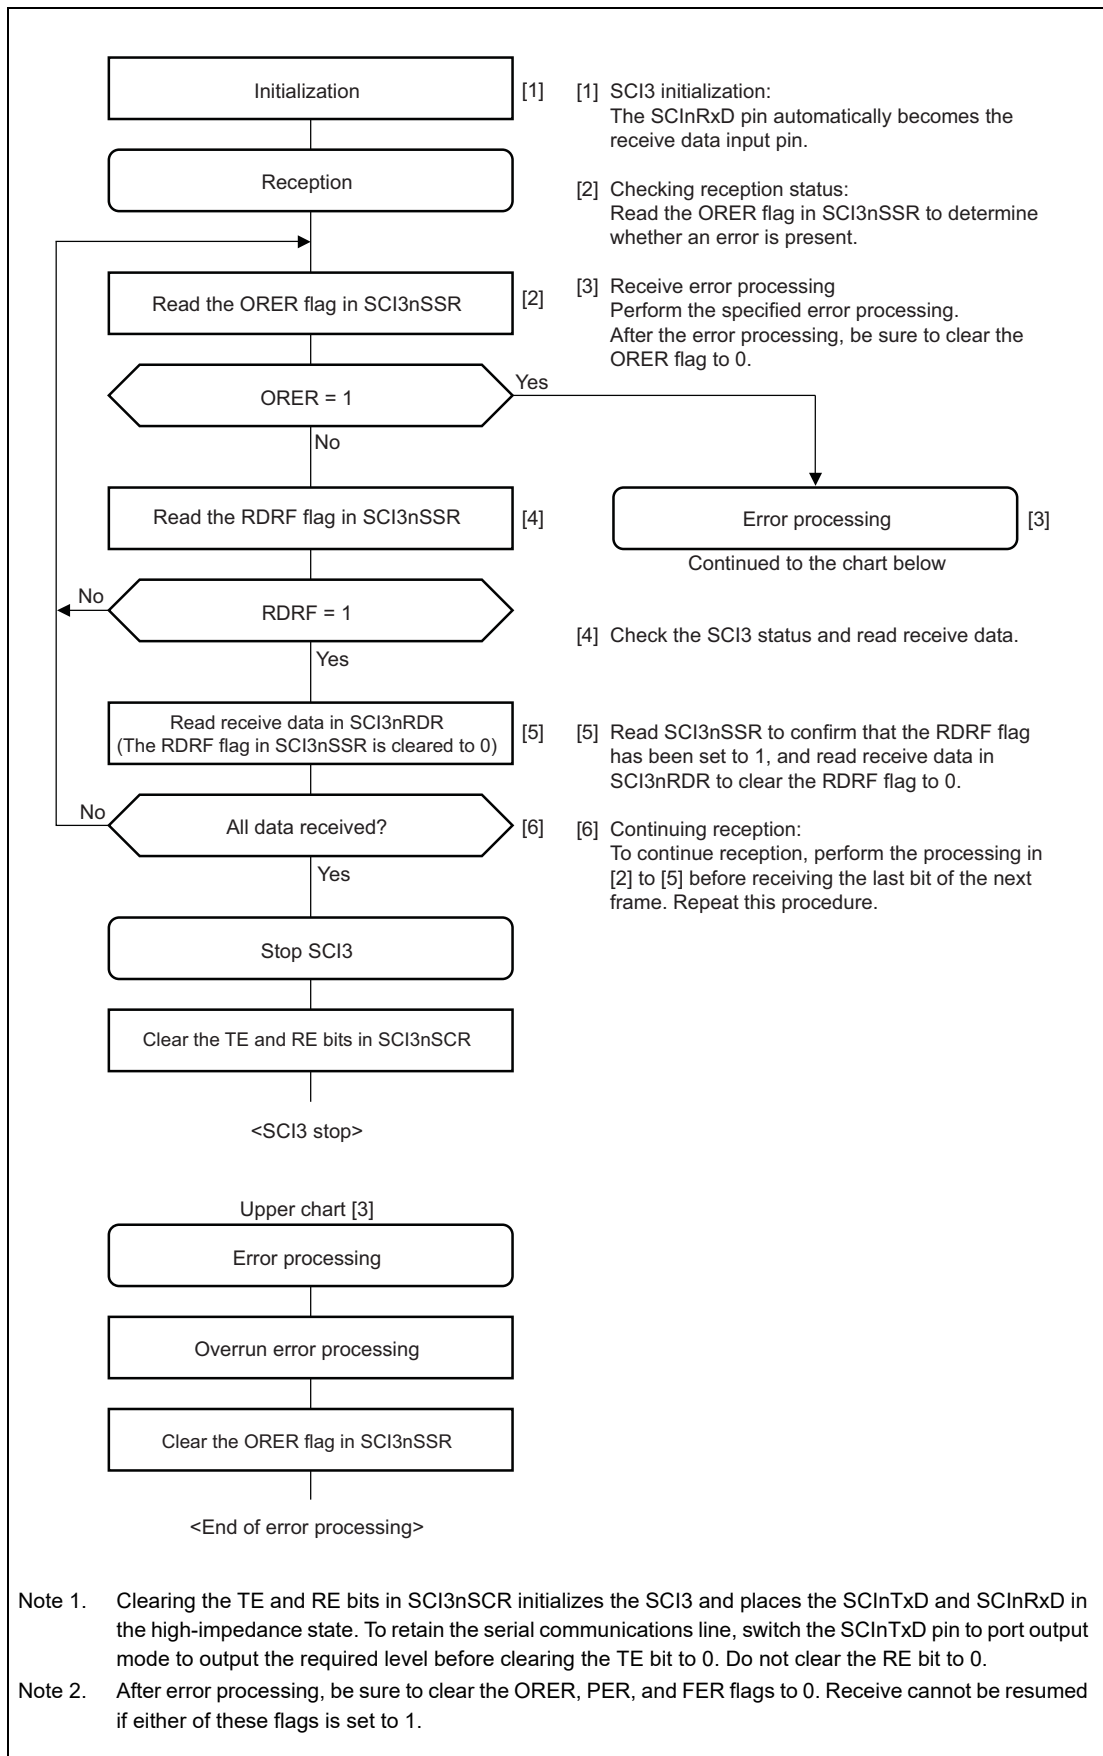 Initialization [1]
[1] SCI3 initialization:
The SCInRxD pin automatically becomes the
receive data input pin.
Reception
[2] Checking reception status:
Read the ORER flag in SCI3nSSR to determine
whether an error is present.
Read the ORER flag in SCI3nSSR [2]
[3] Receive error processing
Perform the specified error processing.
After the error processing, be sure to clear the
ORER flag to 0.
ORER = 1
Yes
No
Read the RDRF flag in SCI3nSSR [4]
Error processing [3]
Continued to the chart below
No
RDRF = 1
Yes
[4] Check the SCI3 status and read receive data.
Read receive data in SCI3nRDR
(The RDRF flag in SCI3nSSR is cleared to 0) [5]
[5] Read SCI3nSSR to confirm that the RDRF flag
has been set to 1, and read receive data in
SCI3nRDR to clear the RDRF flag to 0.
No
All data received? [6]
Yes
[6] Continuing reception:
To continue reception, perform the processing in
[2] to [5] before receiving the last bit of the next
frame. Repeat this procedure.
Stop SCI3
Clear the TE and RE bits in SCI3nSCR
<SCI3 stop>
Upper chart [3]
Error processing
Overrun error processing
Clear the ORER flag in SCI3nSSR
<End of error processing>
Note 1. Clearing the TE and RE bits in SCI3nSCR initializes the SCI3 and places the SCInTxD and SCInRxD in
the high-impedance state. To retain the serial communications line, switch the SCInTxD pin to port output
mode to output the required level before clearing the TE bit to 0. Do not clear the RE bit to 0.
Note 2. After error processing, be sure to clear the ORER, PER, and FER flags to 0. Receive cannot be resumed
if either of these flags is set to 1.